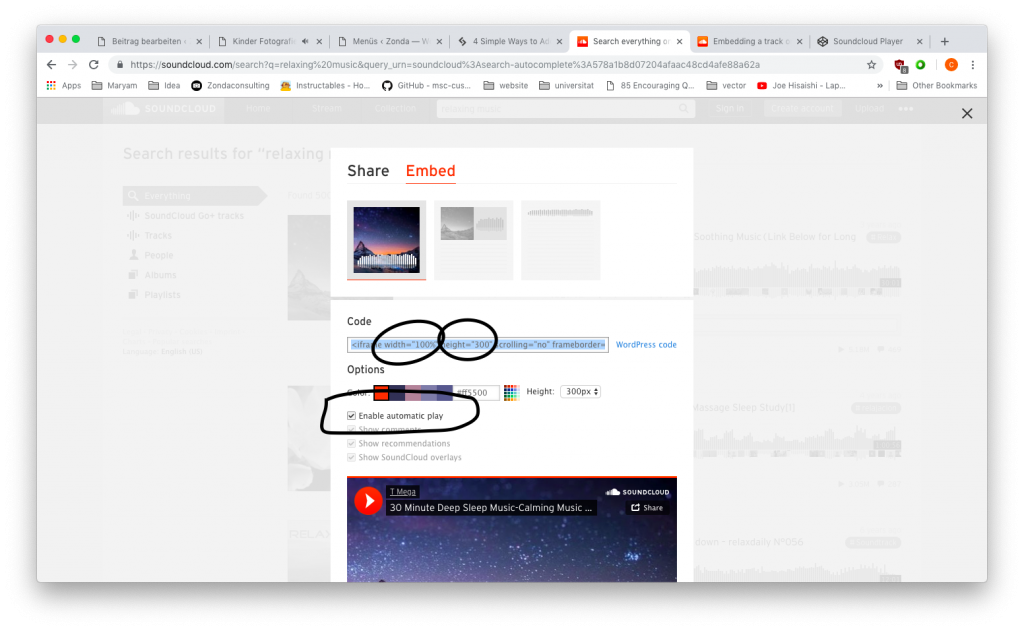 Beitrag bearbeiten ‹
Kinder Fotografi
Menüs ‹ Zonda — W
4 Simple Ways to Ad
Search everything o
Embedding a track o
Soundcloud Player
https://soundcloud.com/search?q=relaxing%20music&query_urn=soundcloud%3Asearch-autocomplete%3A578a1b8d07204afaac48cd4afe88a62a
Apps
Maryam
Idea
Zondaconsulting
Instructables - Ho...
GitHub - msc-cus...
website
universitat
85 Encouraging Q...
vector
Joe Hisaishi - Lap...
»
Other Bookmarks
SOUNDCLOUD
Home
Stream
Collection
Sign in
Create account
Upload
Search results for "relaxing
Everything
SoundCloud Go+ tracks
Tracks
People
Albums
Playlists
Language: English (US)
Share
Embed
Code
<iframe width="100%" height="300" scrolling="no" frameborder=
WordPress code
Options
Color:
#ff5500
Height:
300px
Enable automatic play
Show comments
Show recommendations
Show SoundCloud overlays
T Mega
30 Minute Deep Sleep Music-Calming Music ...
SOUNDCLOUD
Share
Soothing Music (Link Below for Long
Massage Sleep Study(1)
RELAX
down - relaxdaily N°056